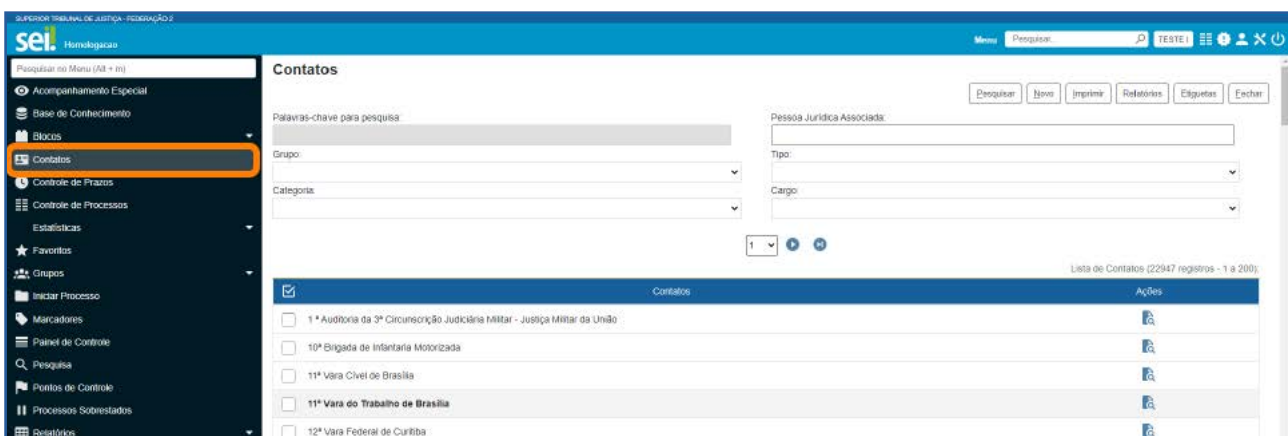 SUPERIOR TRIBUNAL DE JUSTIÇA - FEDERAÇÃO 2
sei! Homologacao
Menu Pesquisar... TESTE I
Pesquisar no Menu (Alt + m)
Acompanhamento Especial
Base de Conhecimento
Blocos
Contatos
Controle de Prazos
Controle de Processos
Estatísticas
Favoritos
Grupos
Iniciar Processo
Marcadores
Painel de Controle
Pesquisa
Pontos de Controle
Processos Sobrestados
Relatórios
Contatos
Pesquisar Novo Imprimir Relatórios Etiquetas Fechar
Palavras-chave para pesquisa: Pessoa Jurídica Associada:
Grupo: Tipo:
Categoria: Cargo:
1
Lista de Contatos (22947 registros - 1 a 200):
Contatos Ações
1 ª Auditoria da 3ª Circunscrição Judiciária Militar - Justiça Militar da União
10ª Brigada de Infantaria Motorizada
11ª Vara Cível de Brasília
11ª Vara do Trabalho de Brasília
12ª Vara Federal de Curitiba